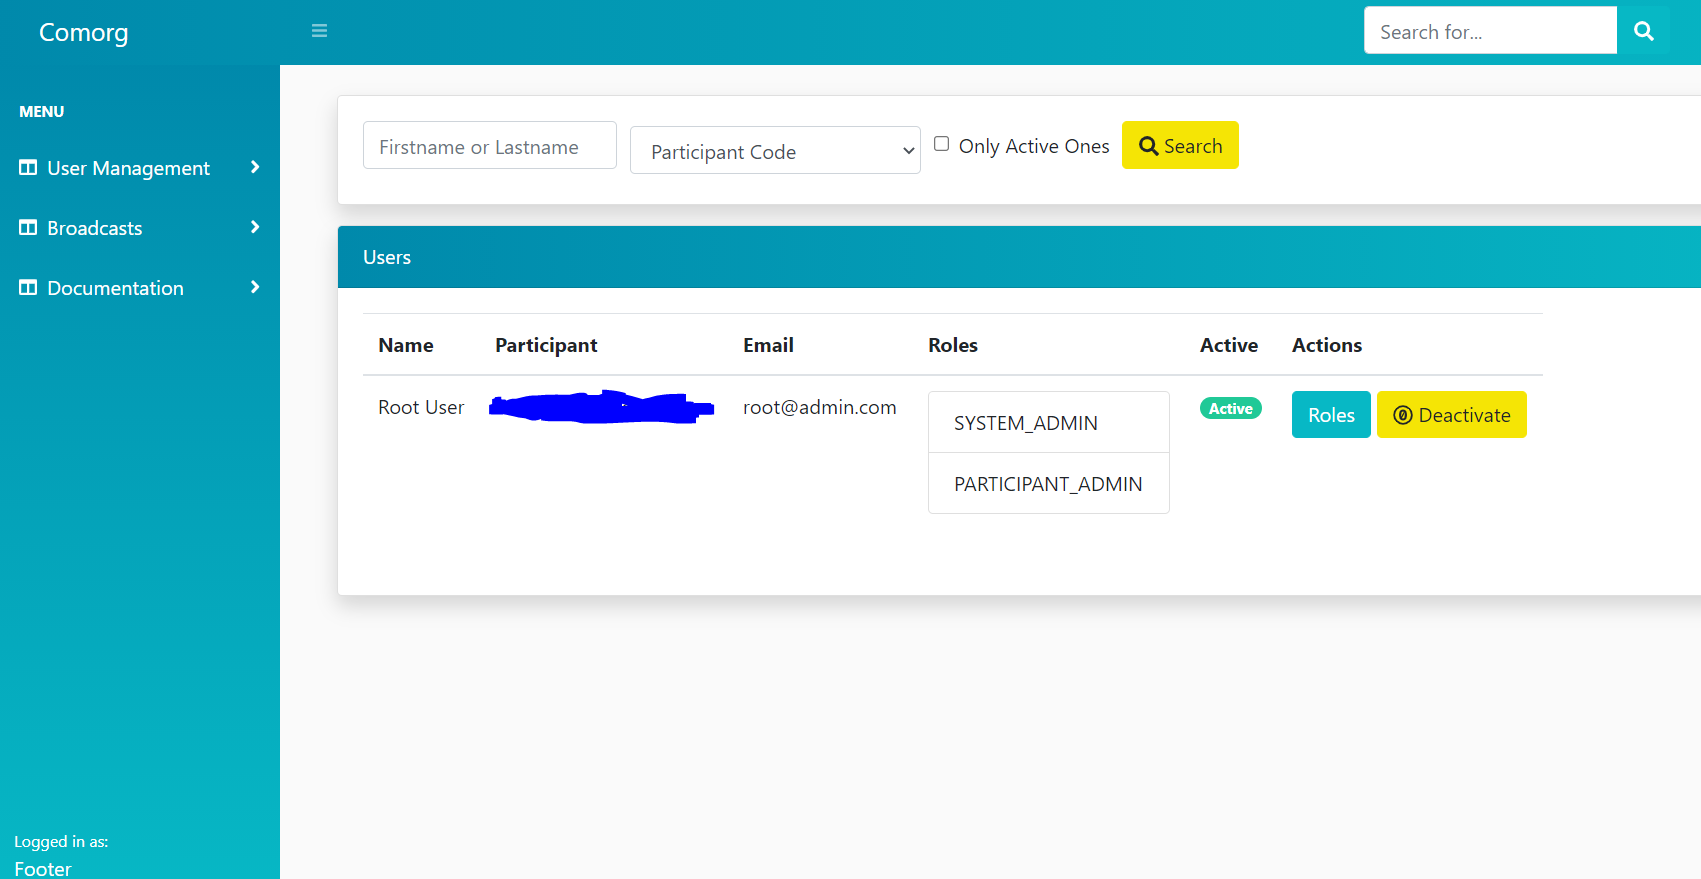 Comorg
Search for...
MENU
User Management
Broadcasts
Documentation
Firstname or Lastname
Participant Code
Only Active Ones
Search
Users
Name Participant Email Roles Active Actions
Root User root@admin.com SYSTEM_ADMIN Active Roles Deactivate
PARTICIPANT_ADMIN
Logged in as:
Footer